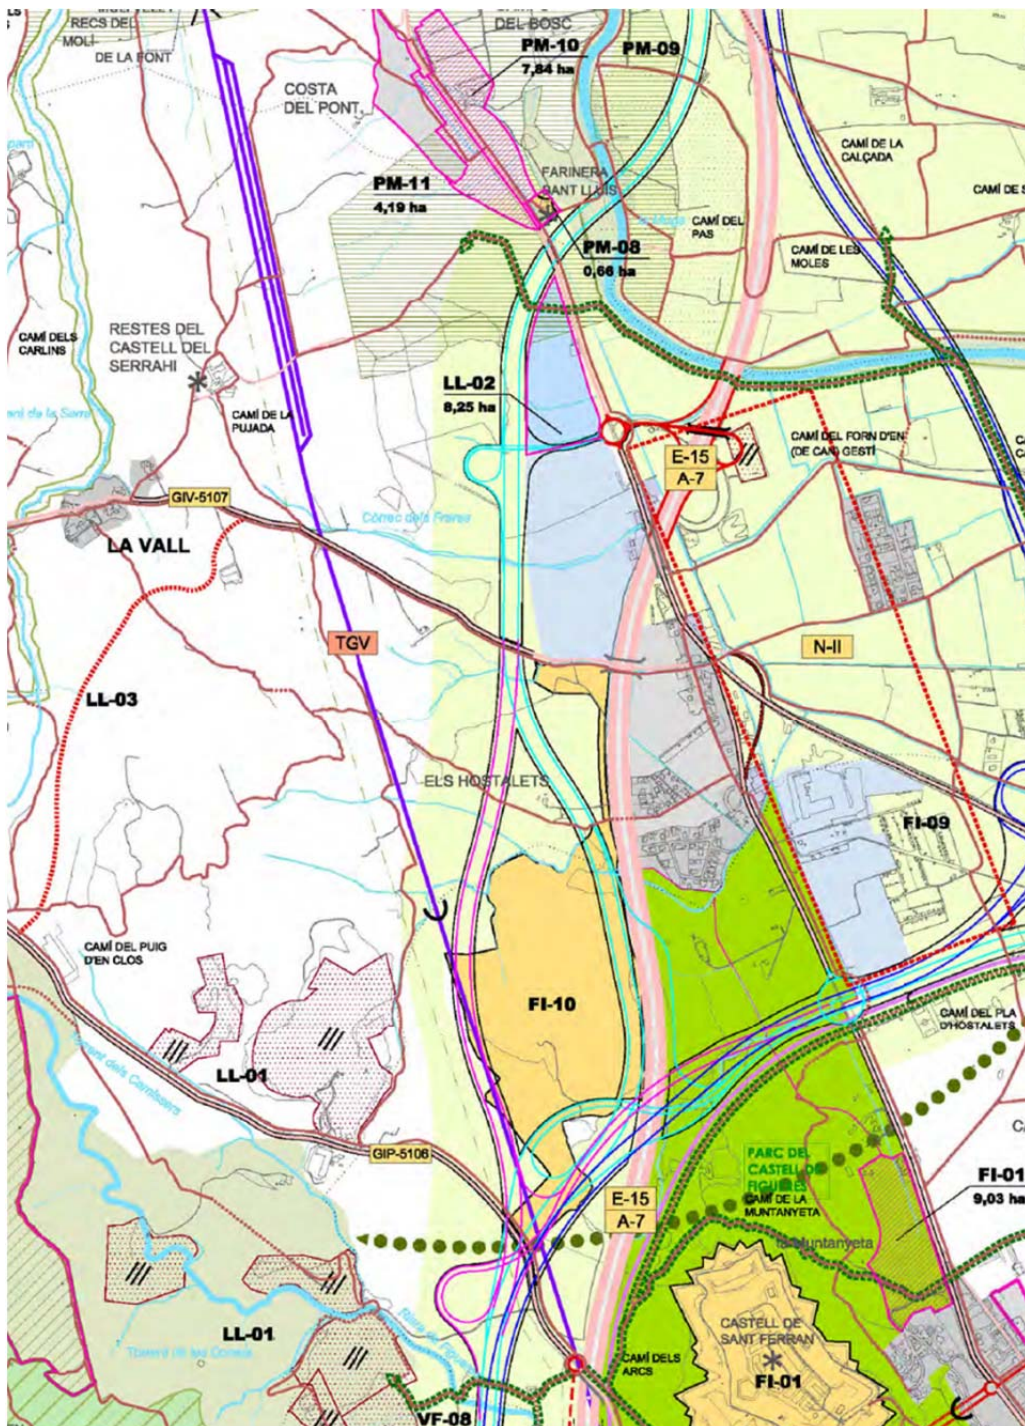 RECS DEL
MOLÍ
DE LA FONT
DEL BOSC
PM-10
7,84 ha
PM-09
COSTA
DEL PONT
CAMÍ DE LA
CALÇADA
FARINERA
SANT LLUÍS
PM-11
4,19 ha
CAMÍ DEL
PAS
CAMÍ DE LES
MOLES
PM-08
0,66 ha
CAMÍ DELS
CARLINS
RESTES DEL
CASTELL DEL
SERRAHI
LL-02
8,25 ha
CAMÍ DE LA
PUJADA
CAMÍ DEL FORN D'EN
(DE CAN) GESTÍ
E-15
A-7
GIV-5107
Còrrec dels Frares
LA VALL
TGV
N-II
LL-03
ELS HOSTALETS
FI-09
CAMÍ DEL PUIG
D'EN CLOS
FI-10
CAMÍ DEL PLA
D'HOSTALETS
LL-01
Torrent dels Carnissers
GIP-5106
PARC DEL
CASTELL DE
FIGUERES
CAMÍ DE LA
MUNTANYETA
FI-01
9,03 ha
E-15
A-7
la Muntanyeta
LL-01
CASTELL DE
SANT FERRAN
FI-01
CAMÍ DELS
ARCS
VF-08